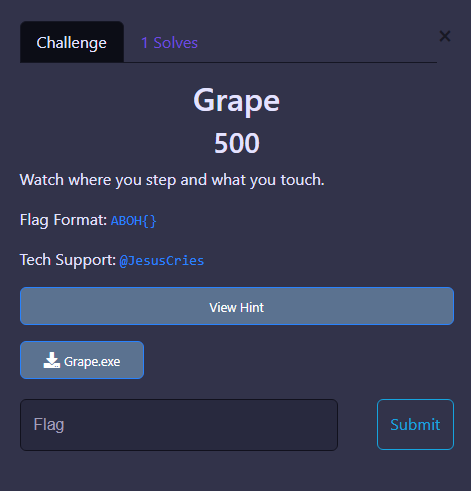 Challenge 1 Solves ×
Grape
500
Watch where you step and what you touch.
Flag Format: ABOH{}
Tech Support: @JesusCries
View Hint
Grape.exe
Flag Submit